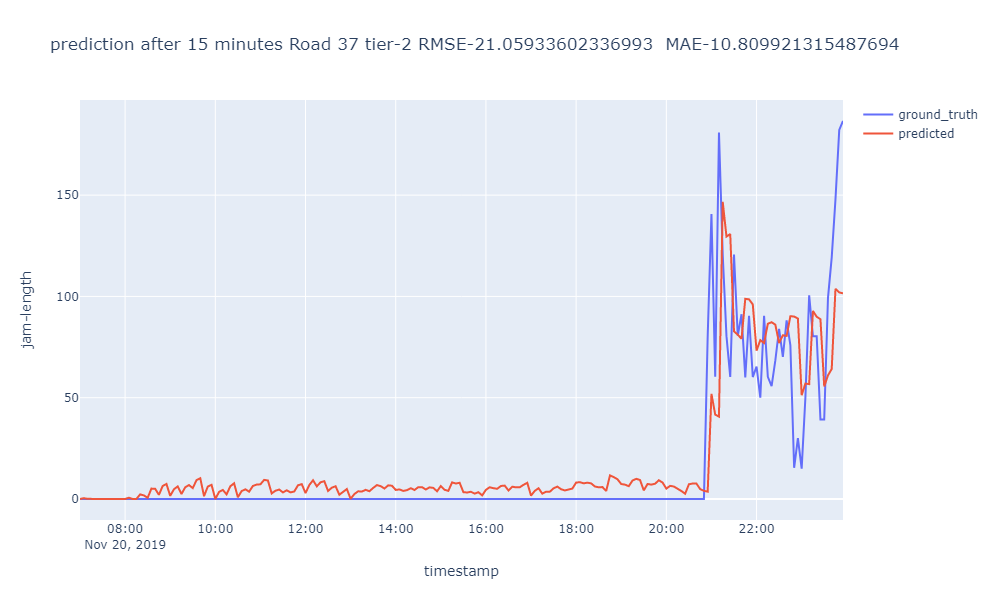 prediction after 15 minutes Road 37 tier-2 RMSE-21.05933602336993  MAE-10.809921315487694
ground_truth
predicted
jam-length
150
100
50
0
08:00 10:00 12:00 14:00 16:00 18:00 20:00 22:00
Nov 20, 2019
timestamp